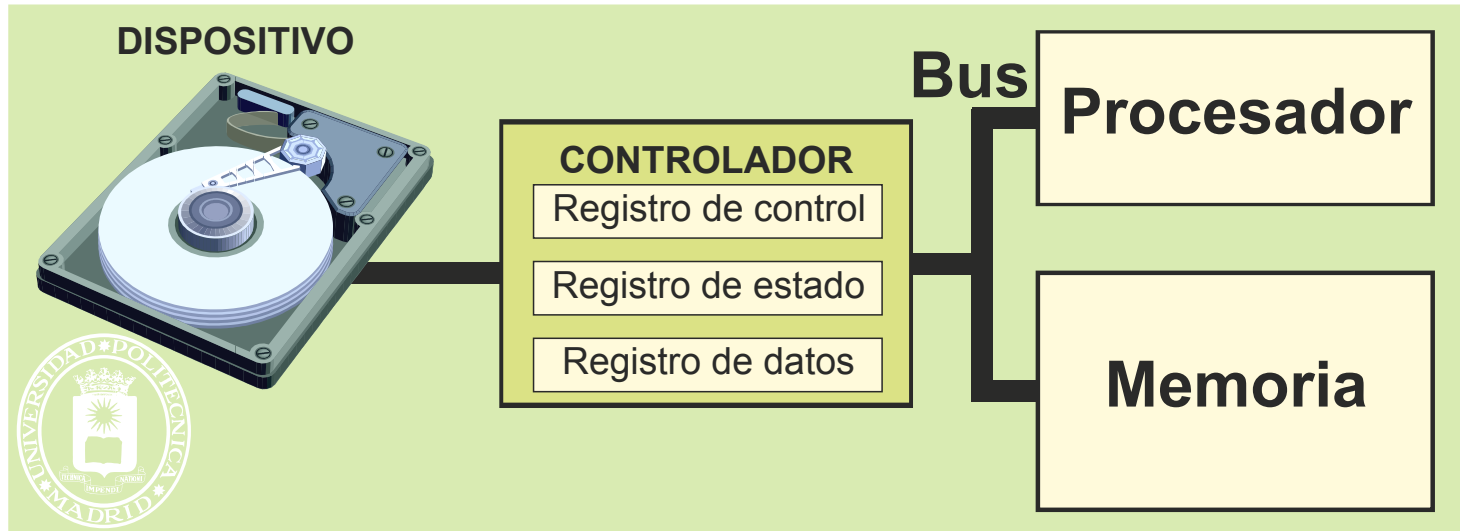 DISPOSITIVO
Bus
Procesador
CONTROLADOR
Registro de control
Registro de estado
Registro de datos
Memoria
UNIVERSIDAD POLITECNICA
MADRID